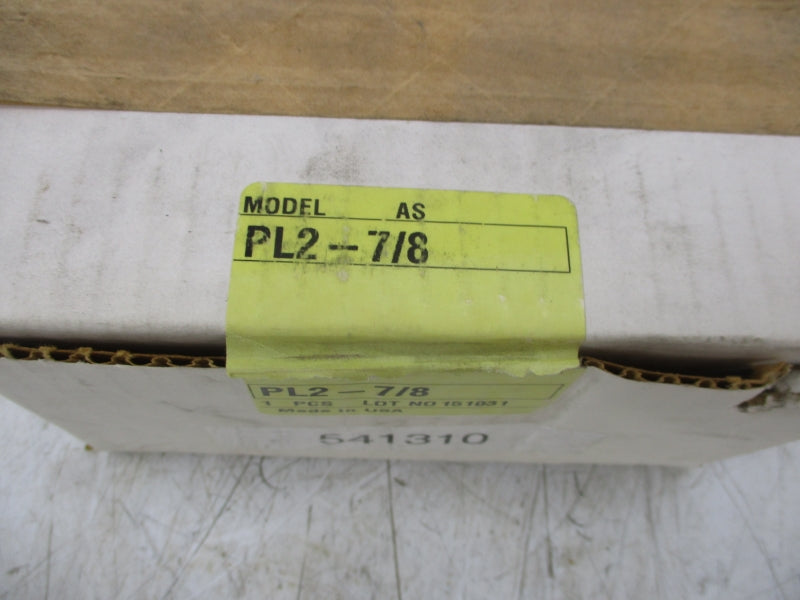 MODEL AS
PL2-7/8
PL2-7/8
1 PCS LOT NO 151831
Made in USA
541310